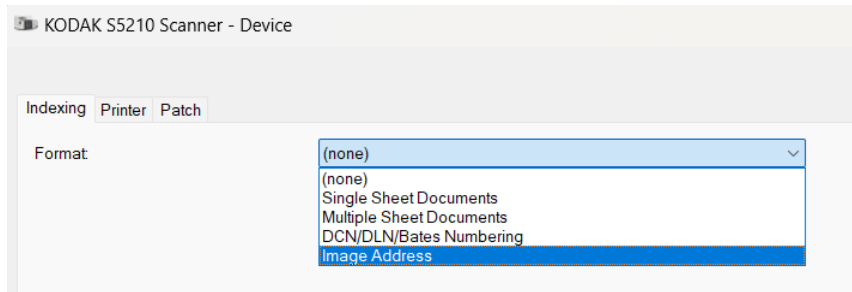 KODAK S5210 Scanner - Device
Indexing Printer Patch
Format: (none)
(none)
Single Sheet Documents
Multiple Sheet Documents
DCN/DLN/Bates Numbering
Image Address